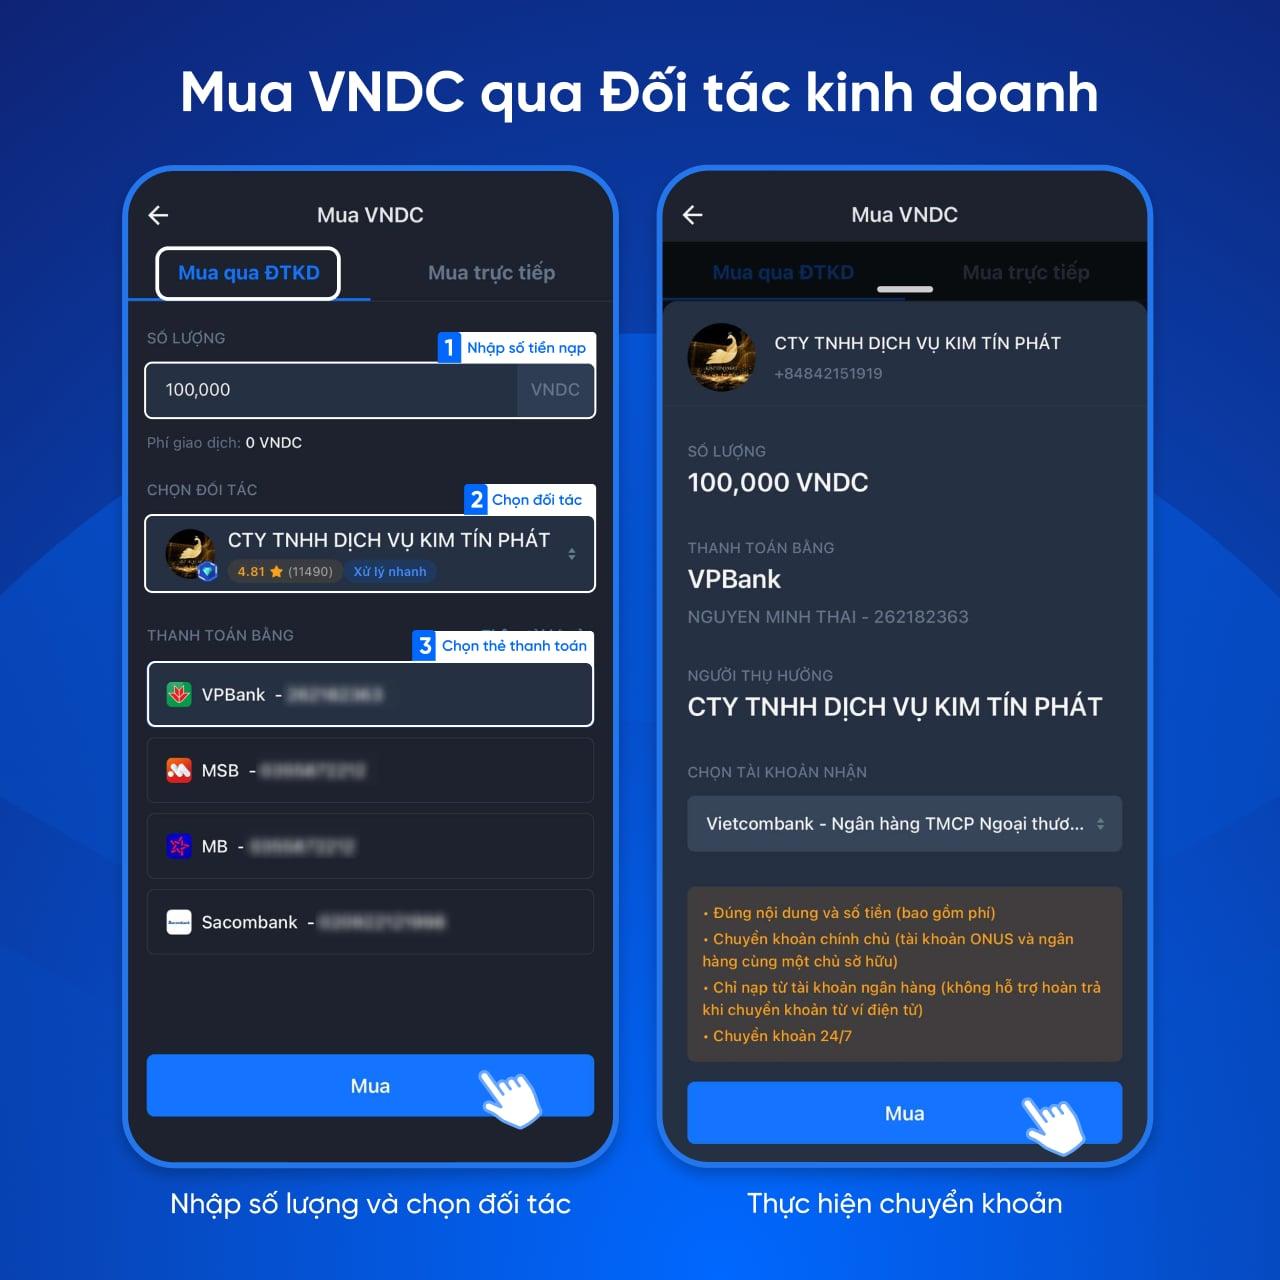 Mua VNDC qua Đối tác kinh doanh
Mua VNDC
Mua qua ĐTKD
Mua trực tiếp
SỐ LƯỢNG
1 Nhập số tiền nạp
100,000
VNDC
Phí giao dịch: 0 VNDC
CHỌN ĐỐI TÁC
2 Chọn đối tác
CTY TNHH DỊCH VỤ KIM TÍN PHÁT
4.81 (11490) Xử lý nhanh
THANH TOÁN BẰNG
3 Chọn thẻ thanh toán
VPBank -
MSB -
MB -
Sacombank -
Mua
Nhập số lượng và chọn đối tác
Mua VNDC
Mua qua ĐTKD
Mua trực tiếp
CTY TNHH DỊCH VỤ KIM TÍN PHÁT
+84842151919
SỐ LƯỢNG
100,000 VNDC
THANH TOÁN BẰNG
VPBank
NGUYEN MINH THAI - 262182363
NGƯỜI THỤ HƯỞNG
CTY TNHH DỊCH VỤ KIM TÍN PHÁT
CHỌN TÀI KHOẢN NHẬN
Vietcombank - Ngân hàng TMCP Ngoại thươ...
• Đúng nội dung và số tiền (bao gồm phí)
• Chuyển khoản chính chủ (tài khoản ONUS và ngân
hàng cùng một chủ sở hữu)
• Chỉ nạp từ tài khoản ngân hàng (không hỗ trợ hoàn trả
khi chuyển khoản từ ví điện tử)
• Chuyển khoản 24/7
Mua
Thực hiện chuyển khoản